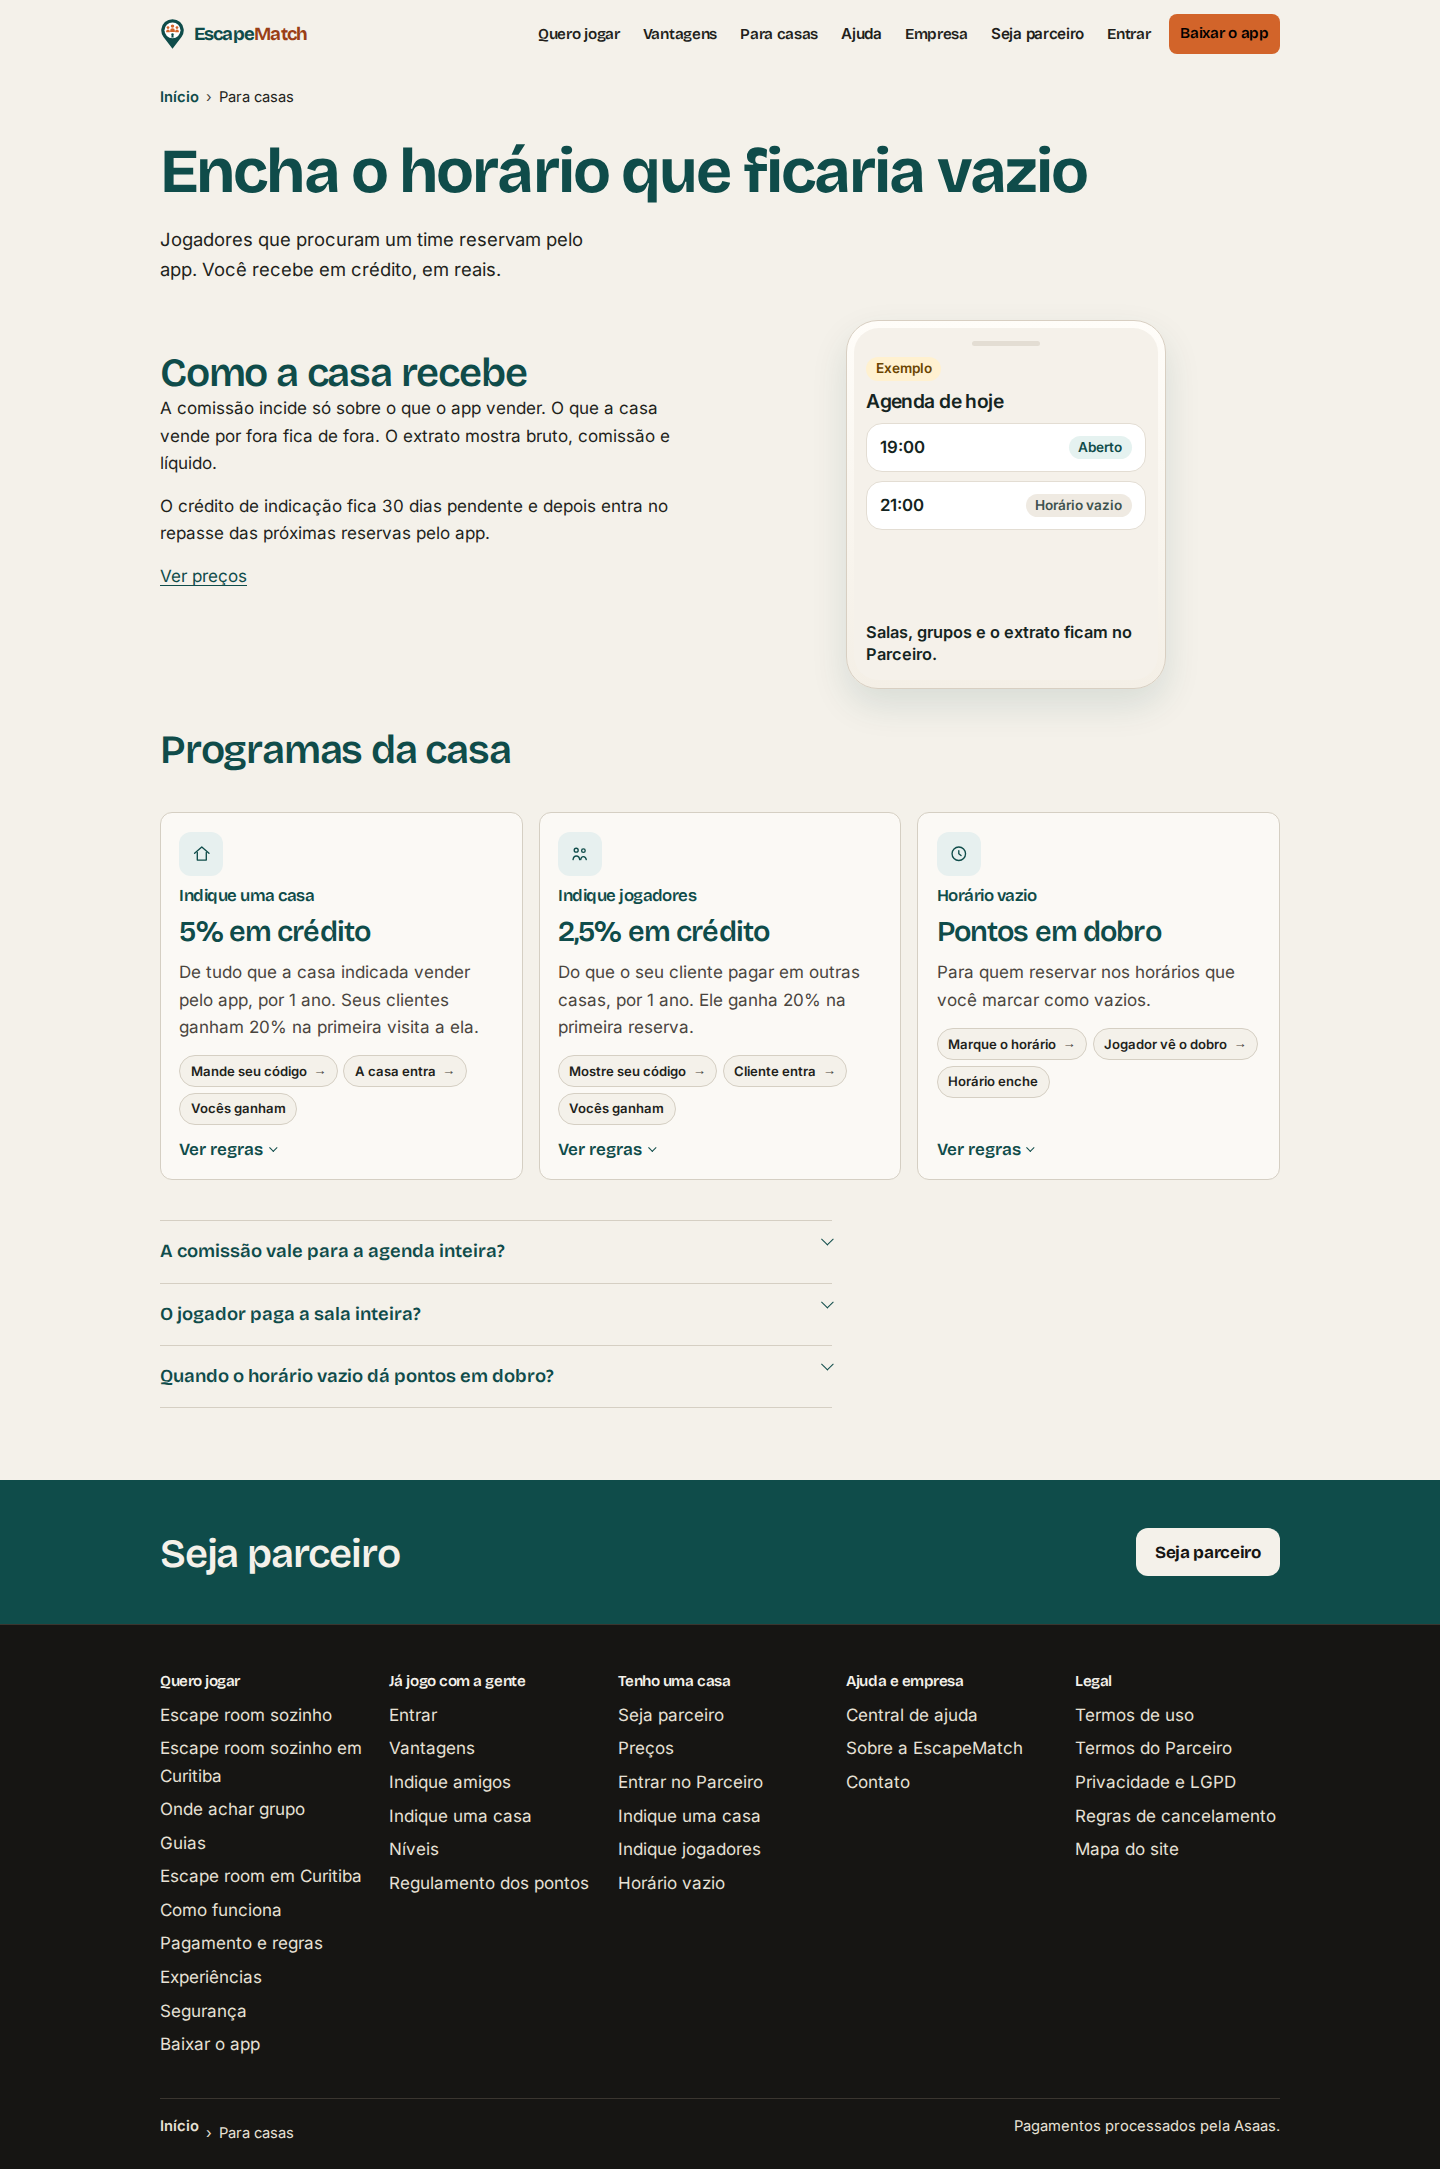 EscapeMatch
Quero jogar
Vantagens
Para casas
Ajuda
Empresa
Seja parceiro
Entrar
Baixar o app
Início › Para casas
Encha o horário que ficaria vazio
Jogadores que procuram um time reservam pelo
app. Você recebe em crédito, em reais.
Como a casa recebe
A comissão incide só sobre o que o app vender. O que a casa
vende por fora fica de fora. O extrato mostra bruto, comissão e
líquido.
O crédito de indicação fica 30 dias pendente e depois entra no
repasse das próximas reservas pelo app.
Ver preços
Exemplo
Agenda de hoje
19:00 Aberto
21:00 Horário vazio
Salas, grupos e o extrato ficam no
Parceiro.
Programas da casa
Indique uma casa
5% em crédito
De tudo que a casa indicada vender
pelo app, por 1 ano. Seus clientes
ganham 20% na primeira visita a ela.
Mande seu código → A casa entra →
Vocês ganham
Ver regras
Indique jogadores
2,5% em crédito
Do que o seu cliente pagar em outras
casas, por 1 ano. Ele ganha 20% na
primeira reserva.
Mostre seu código → Cliente entra →
Vocês ganham
Ver regras
Horário vazio
Pontos em dobro
Para quem reservar nos horários que
você marcar como vazios.
Marque o horário → Jogador vê o dobro →
Horário enche
Ver regras
A comissão vale para a agenda inteira?
O jogador paga a sala inteira?
Quando o horário vazio dá pontos em dobro?
Seja parceiro
Seja parceiro
Quero jogar
Escape room sozinho
Escape room sozinho em
Curitiba
Onde achar grupo
Guias
Escape room em Curitiba
Como funciona
Pagamento e regras
Experiências
Segurança
Baixar o app
Já jogo com a gente
Entrar
Vantagens
Indique amigos
Indique uma casa
Níveis
Regulamento dos pontos
Tenho uma casa
Seja parceiro
Preços
Entrar no Parceiro
Indique uma casa
Indique jogadores
Horário vazio
Ajuda e empresa
Central de ajuda
Sobre a EscapeMatch
Contato
Legal
Termos de uso
Termos do Parceiro
Privacidade e LGPD
Regras de cancelamento
Mapa do site
Início › Para casas
Pagamentos processados pela Asaas.